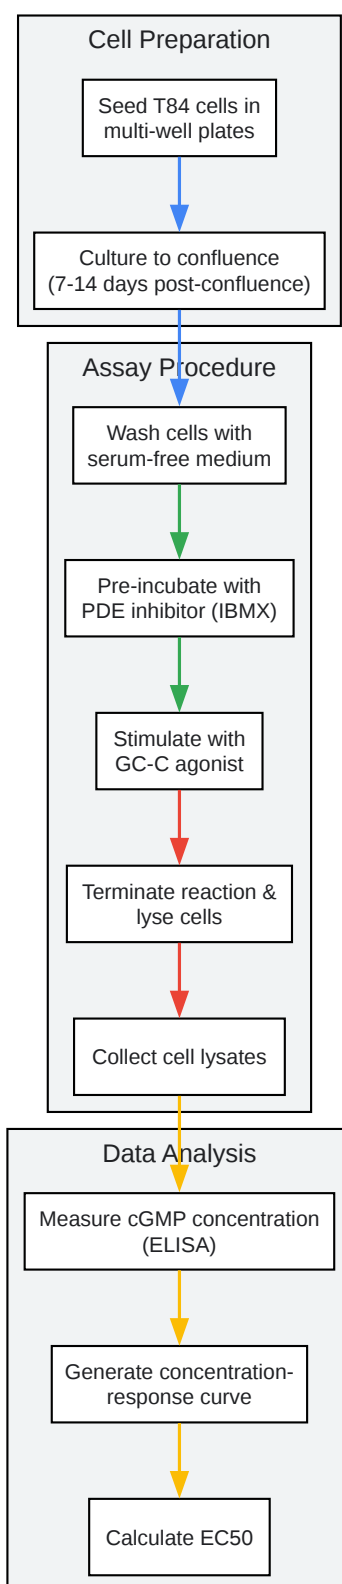 Cell Preparation
Seed T84 cells in
multi-well plates
Culture to confluence
(7-14 days post-confluence)
Assay Procedure
Wash cells with
serum-free medium
Pre-incubate with
PDE inhibitor (IBMX)
Stimulate with
GC-C agonist
Terminate reaction &
lyse cells
Collect cell lysates
Data Analysis
Measure cGMP concentration
(ELISA)
Generate concentration-
response curve
Calculate EC50